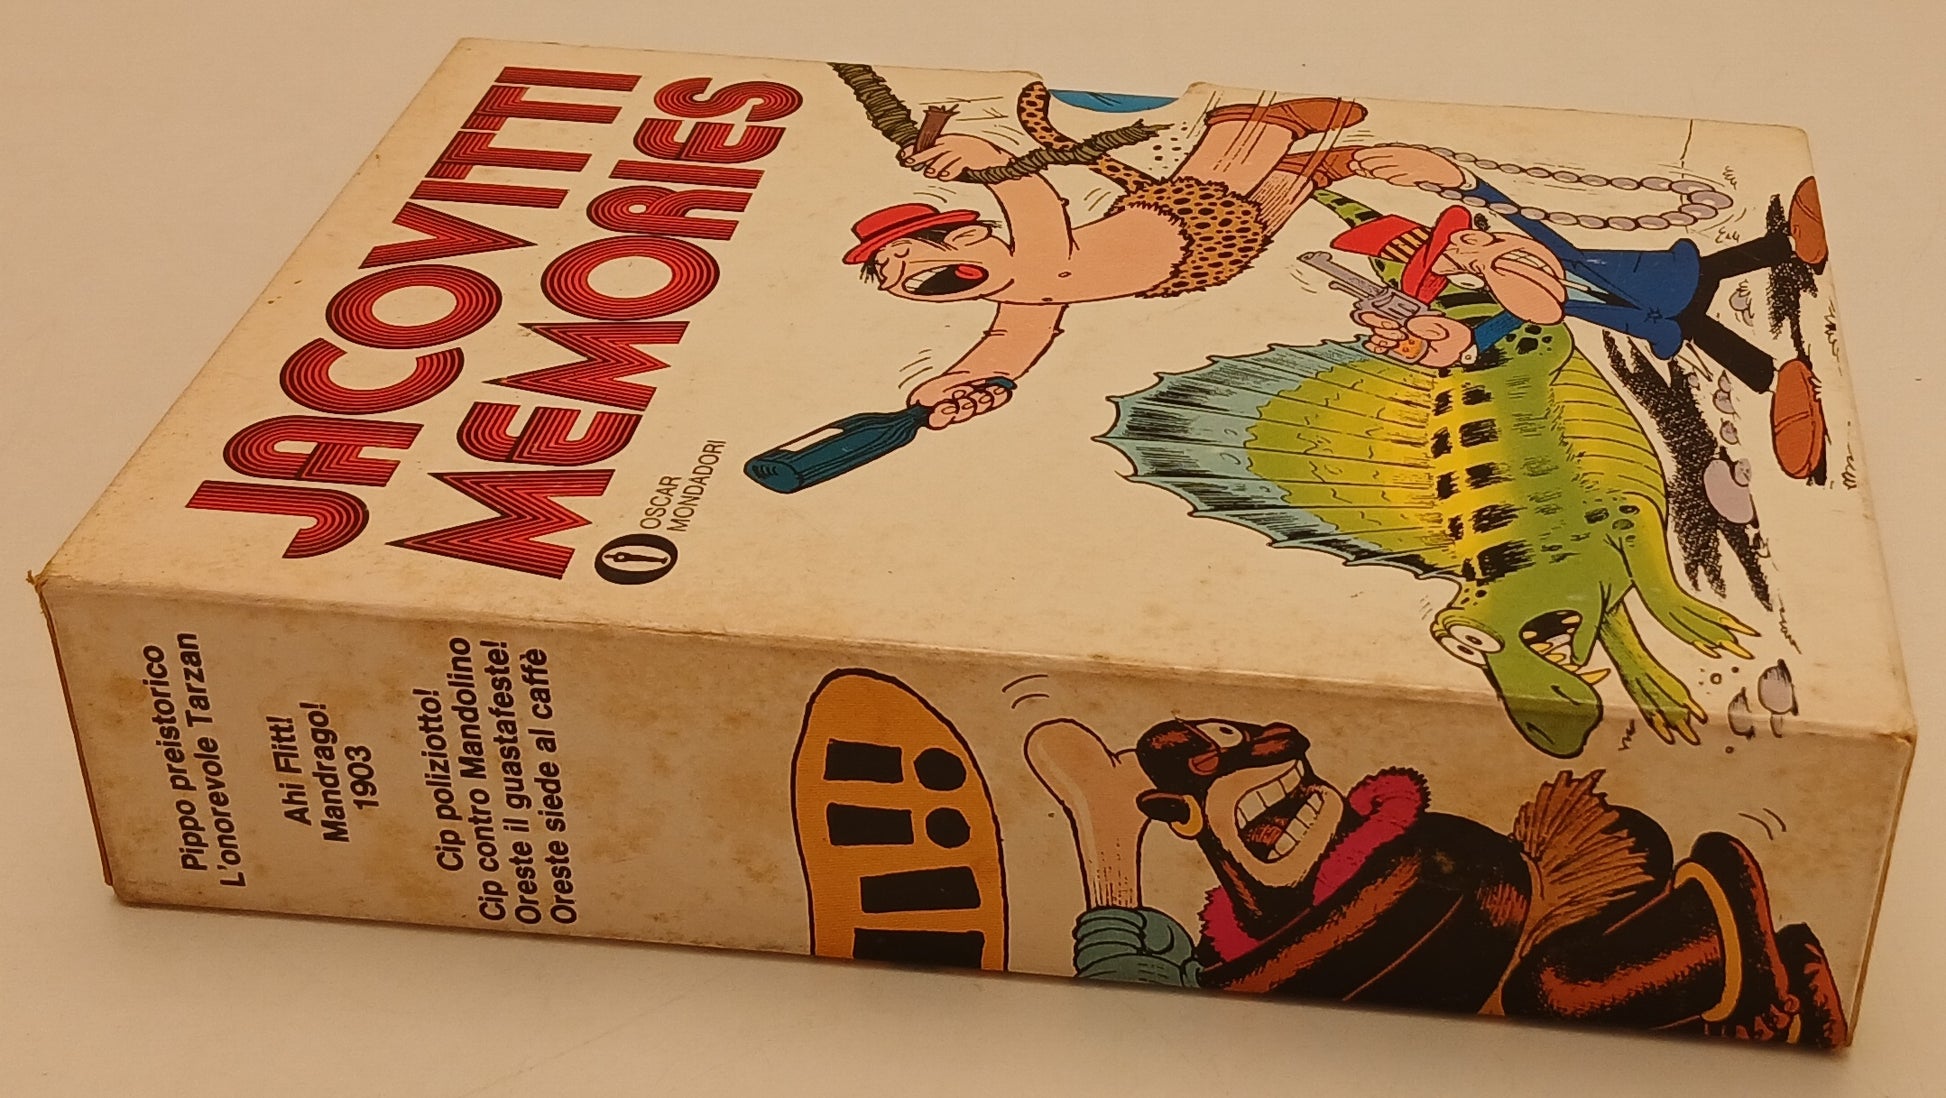 JACOVITTI
MEMORIES
OSCAR
MONDADORI
Pippo preistorico
L'onorevole Tarzan
Ahi Flitt!
Mandrago!
1903
Cip poliziotto!
Cip contro Mandolino
Oreste il guastafeste!
Oreste siede al caffè
!!!!